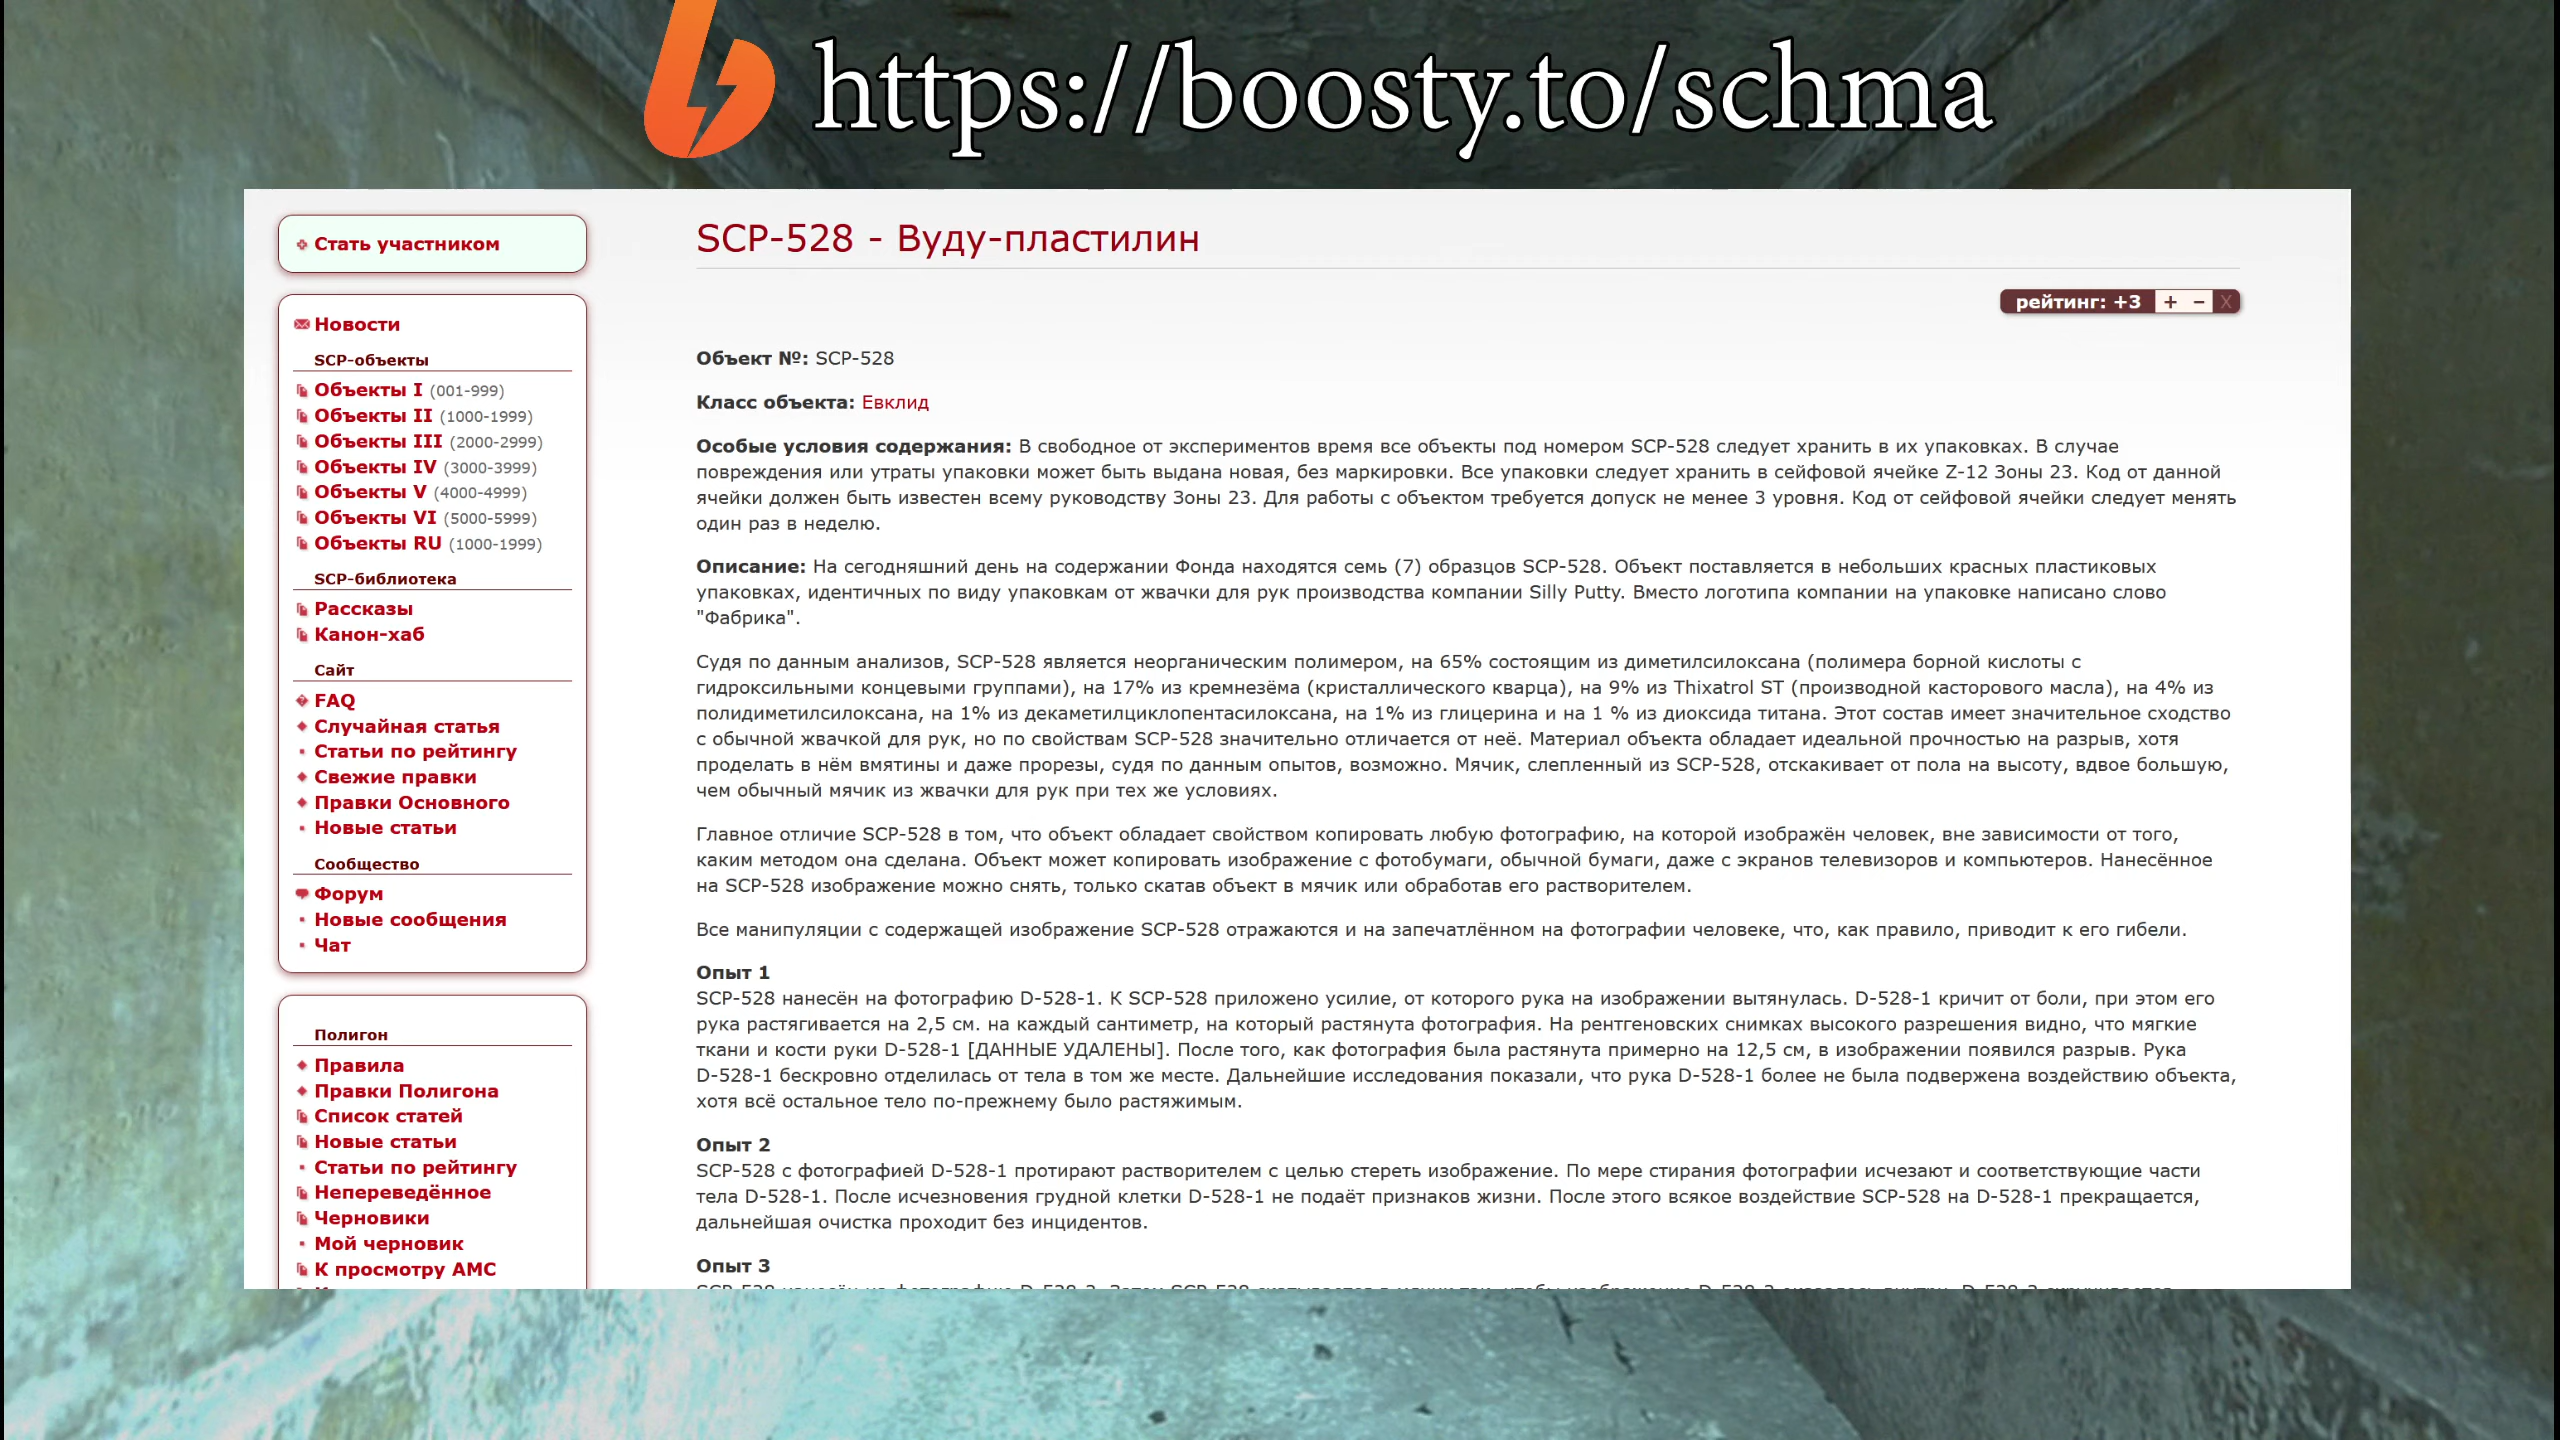 https://boosty.to/schma
Стать участником
Новости
SCP-объекты
Объекты I (001-999)
Объекты II (1000-1999)
Объекты III (2000-2999)
Объекты IV (3000-3999)
Объекты V (4000-4999)
Объекты VI (5000-5999)
Объекты RU (1000-1999)
SCP-библиотека
Рассказы
Канон-хаб
Сайт
FAQ
Случайная статья
Статьи по рейтингу
Свежие правки
Правки Основного
Новые статьи
Сообщество
Форум
Новые сообщения
Чат
Полигон
Правила
Правки Полигона
Список статей
Новые статьи
Статьи по рейтингу
Непереведённое
Черновики
Мой черновик
К просмотру АМС
SCP-528 - Вуду-пластилин
рейтинг: +3 + − X
Объект №: SCP-528
Класс объекта: Евклид
Особые условия содержания: В свободное от экспериментов время все объекты под номером SCP-528 следует хранить в их упаковках. В случае
повреждения или утраты упаковки может быть выдана новая, без маркировки. Все упаковки следует хранить в сейфовой ячейке Z-12 Зоны 23. Код от данной
ячейки должен быть известен всему руководству Зоны 23. Для работы с объектом требуется допуск не менее 3 уровня. Код от сейфовой ячейки следует менять
один раз в неделю.
Описание: На сегодняшний день на содержании Фонда находятся семь (7) образцов SCP-528. Объект поставляется в небольших красных пластиковых
упаковках, идентичных по виду упаковкам от жвачки для рук производства компании Silly Putty. Вместо логотипа компании на упаковке написано слово
"Фабрика".
Судя по данным анализов, SCP-528 является неорганическим полимером, на 65% состоящим из диметилсилоксана (полимера борной кислоты с
гидроксильными концевыми группами), на 17% из кремнезёма (кристаллического кварца), на 9% из Thixatrol ST (производной касторового масла), на 4% из
полидиметилсилоксана, на 1% из декаметилциклопентасилоксана, на 1% из глицерина и на 1 % из диоксида титана. Этот состав имеет значительное сходство
с обычной жвачкой для рук, но по свойствам SCP-528 значительно отличается от неё. Материал объекта обладает идеальной прочностью на разрыв, хотя
проделать в нём вмятины и даже прорезы, судя по данным опытов, возможно. Мячик, слепленный из SCP-528, отскакивает от пола на высоту, вдвое большую,
чем обычный мячик из жвачки для рук при тех же условиях.
Главное отличие SCP-528 в том, что объект обладает свойством копировать любую фотографию, на которой изображён человек, вне зависимости от того,
каким методом она сделана. Объект может копировать изображение с фотобумаги, обычной бумаги, даже с экранов телевизоров и компьютеров. Нанесённое
на SCP-528 изображение можно снять, только скатав объект в мячик или обработав его растворителем.
Все манипуляции с содержащей изображение SCP-528 отражаются и на запечатлённом на фотографии человеке, что, как правило, приводит к его гибели.
Опыт 1
SCP-528 нанесён на фотографию D-528-1. К SCP-528 приложено усилие, от которого рука на изображении вытянулась. D-528-1 кричит от боли, при этом его
рука растягивается на 2,5 см. на каждый сантиметр, на который растянута фотография. На рентгеновских снимках высокого разрешения видно, что мягкие
ткани и кости руки D-528-1 [ДАННЫЕ УДАЛЕНЫ]. После того, как фотография была растянута примерно на 12,5 см, в изображении появился разрыв. Рука
D-528-1 бескровно отделилась от тела в том же месте. Дальнейшие исследования показали, что рука D-528-1 более не была подвержена воздействию объекта,
хотя всё остальное тело по-прежнему было растяжимым.
Опыт 2
SCP-528 с фотографией D-528-1 протирают растворителем с целью стереть изображение. По мере стирания фотографии исчезают и соответствующие части
тела D-528-1. После исчезновения грудной клетки D-528-1 не подаёт признаков жизни. После этого всякое воздействие SCP-528 на D-528-1 прекращается,
дальнейшая очистка проходит без инцидентов.
Опыт 3